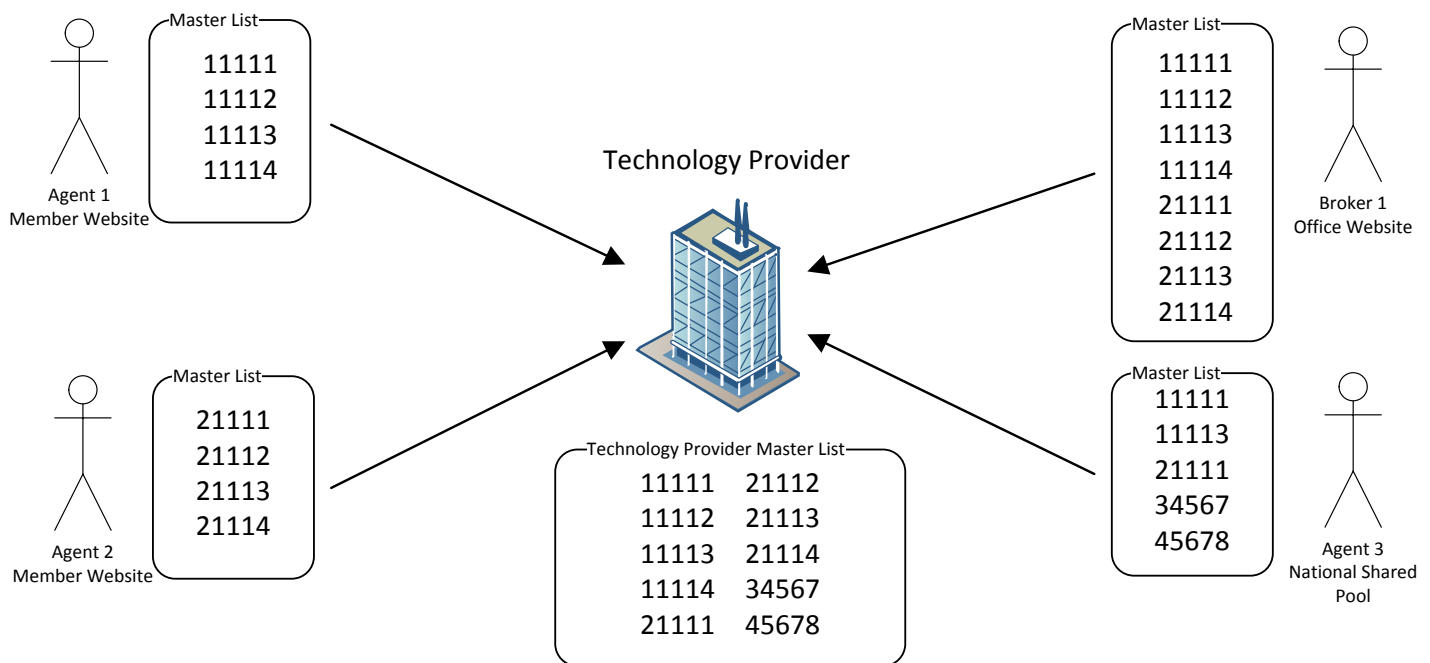 Master List
11111
11112
11113
11114
Agent 1
Member Website
Technology Provider
Master List
11111
11112
11113
11114
21111
21112
21113
21114
Broker 1
Office Website
Master List
21111
21112
21113
21114
Agent 2
Member Website
Technology Provider Master List
11111 21112
11112 21113
11113 21114
11114 34567
21111 45678
Master List
11111
11113
21111
34567
45678
Agent 3
National Shared
Pool